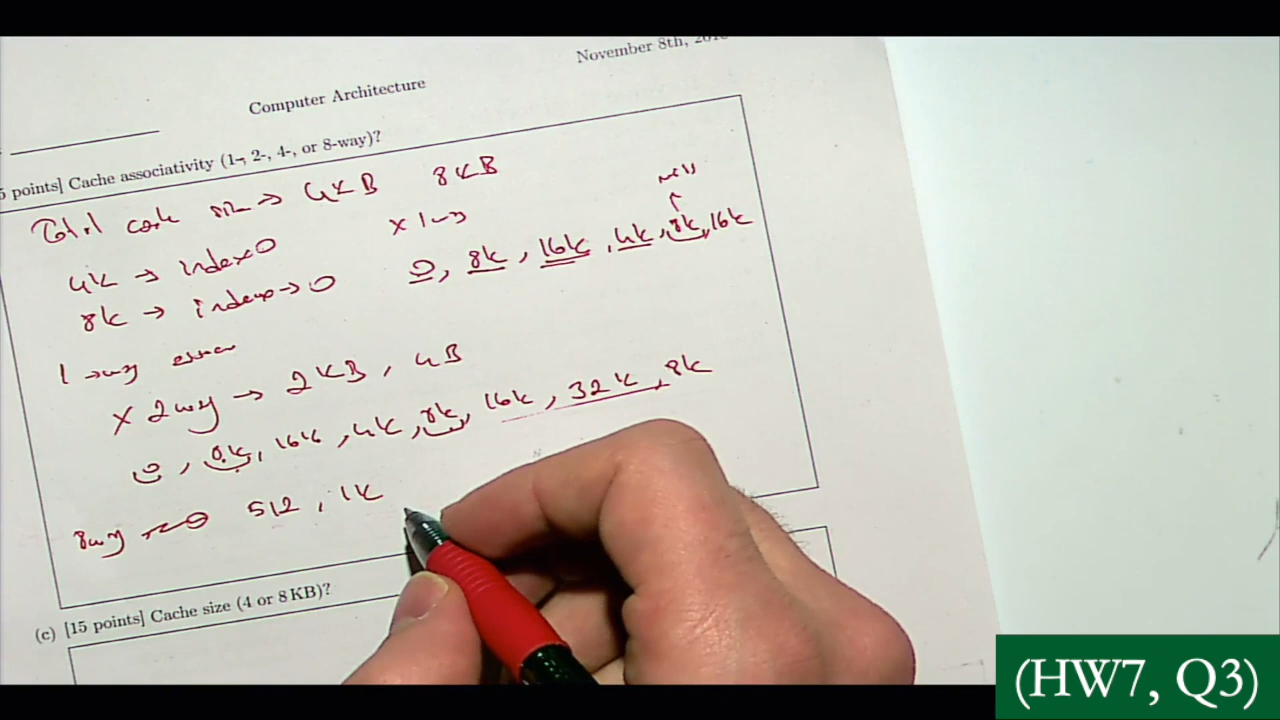 November 8th,
Computer Architecture
5 points] Cache associativity (1-, 2-, 4-, or 8-way)?
Total cach size → 4KB 8KB
4K → index 0 × 1 way
8K → index → 0 0, 8K, 16K, 4K, 8K, 16K
1 → way
× 2 way → 2KB, 4B
0, 8K, 16K, 4K, 8K, 16K, 32K, 8K
8way 512, 1K
(c) [15 points] Cache size (4 or 8 KB)?
(HW7, Q3)